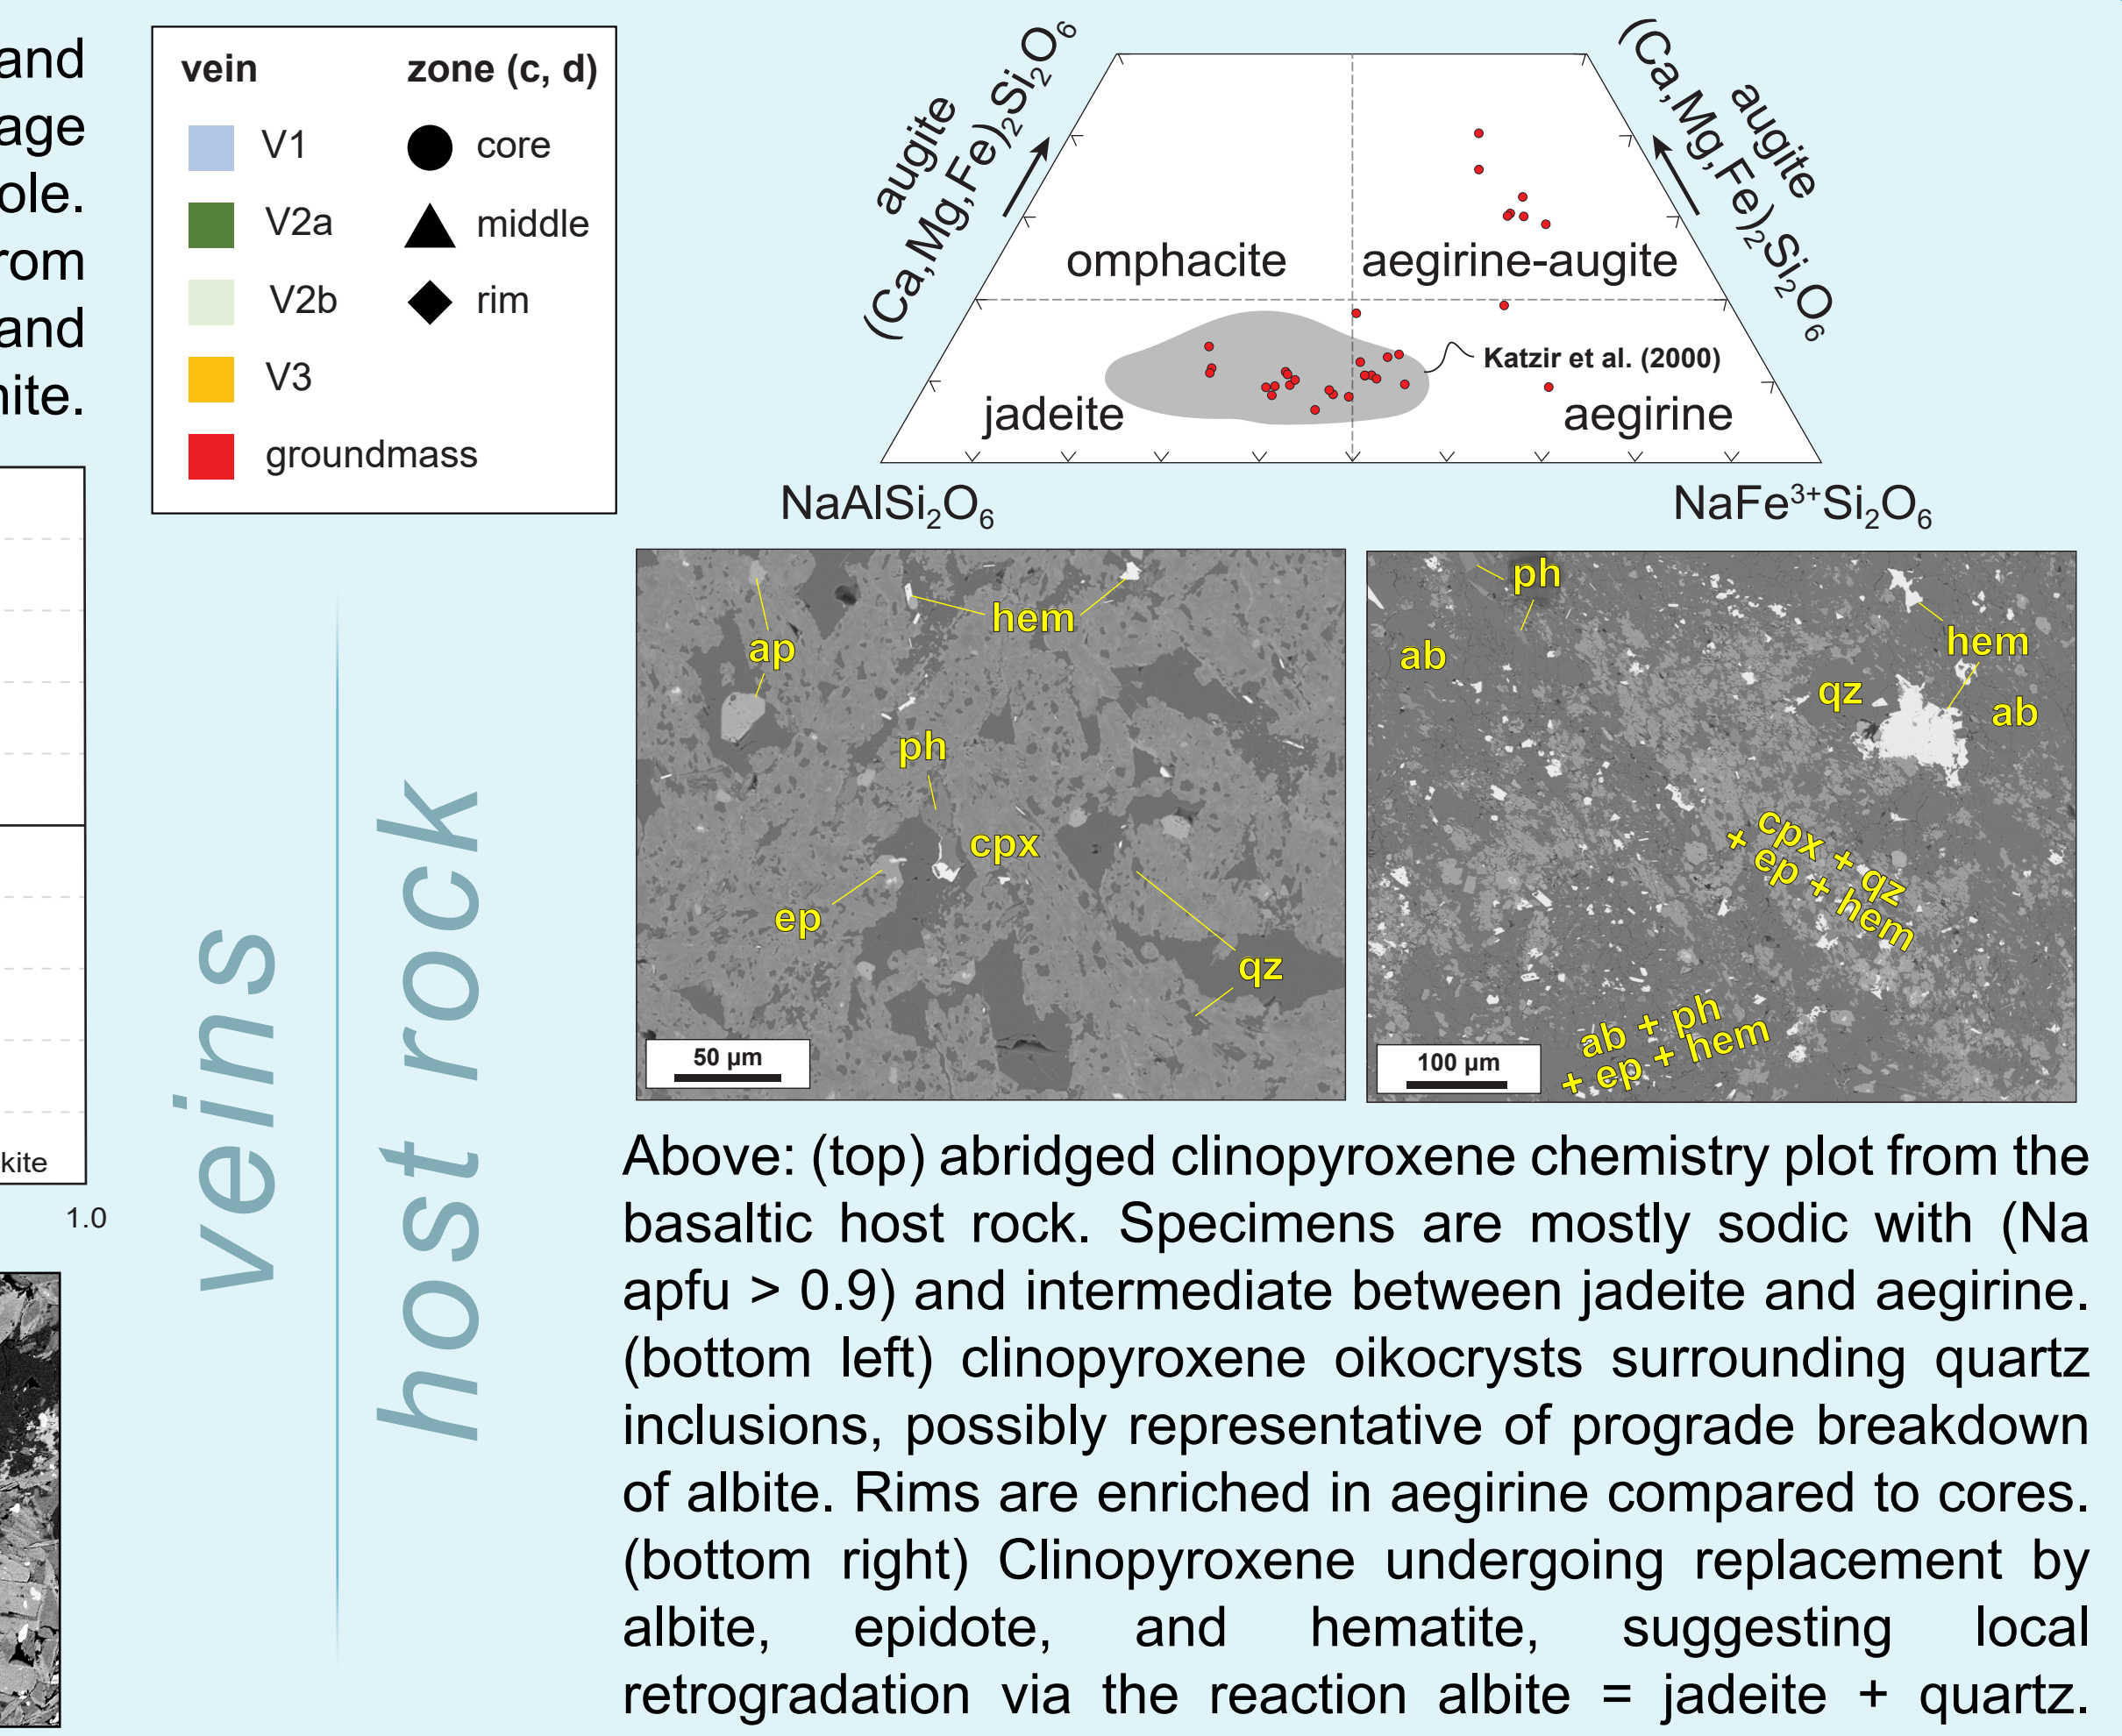 and
age
ole.
rom
and
nite.
kite
1.0
vein
zone (c, d)
V1
core
V2a
middle
V2b
rim
V3
groundmass
augite
(Ca,Mg,Fe)₂Si₂O₆
augite
(Ca,Mg,Fe)₂Si₂O₆
omphacite
aegirine-augite
Katzir et al. (2000)
jadeite
aegirine
NaAlSi₂O₆
NaFe³⁺Si₂O₆
veins
host rock
hem
ap
ph
cpx
ep
qz
50 µm
ph
ab
hem
qz
ab
cpx + qz
+ ep + hem
ab + ph
+ ep + hem
100 µm
Above: (top) abridged clinopyroxene chemistry plot from the
basaltic host rock. Specimens are mostly sodic with (Na
apfu > 0.9) and intermediate between jadeite and aegirine.
(bottom left) clinopyroxene oikocrysts surrounding quartz
inclusions, possibly representative of prograde breakdown
of albite. Rims are enriched in aegirine compared to cores.
(bottom right) Clinopyroxene undergoing replacement by
albite, epidote, and hematite, suggesting local
retrogradation via the reaction albite = jadeite + quartz.